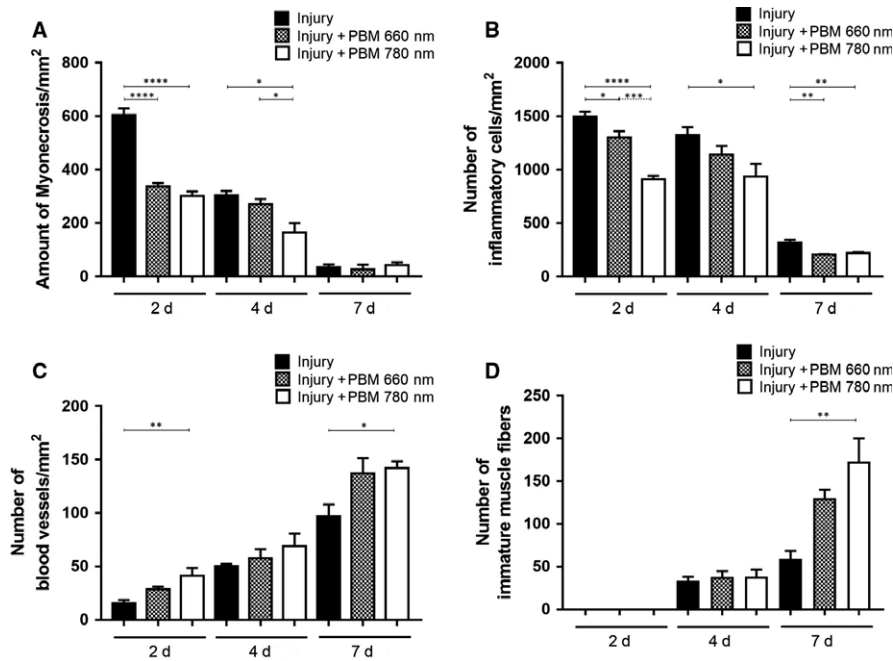 A
Injury
Injury + PBM 660 nm
Injury + PBM 780 nm
Amount of Myonecrosis/mm²
800
600
400
200
0
**** * **** *
2 d 4 d 7 d
B
Injury
Injury + PBM 660 nm
Injury + PBM 780 nm
Number of
inflammatory cells/mm²
2000
1500
1000
500
0
**** * ** * *** **
2 d 4 d 7 d
C
Injury
Injury + PBM 660 nm
Injury + PBM 780 nm
Number of
blood vessels/mm²
200
150
100
50
0
** *
2 d 4 d 7 d
D
Injury
Injury + PBM 660 nm
Injury + PBM 780 nm
Number of
immature muscle fibers
250
200
150
100
50
0
**
2 d 4 d 7 d